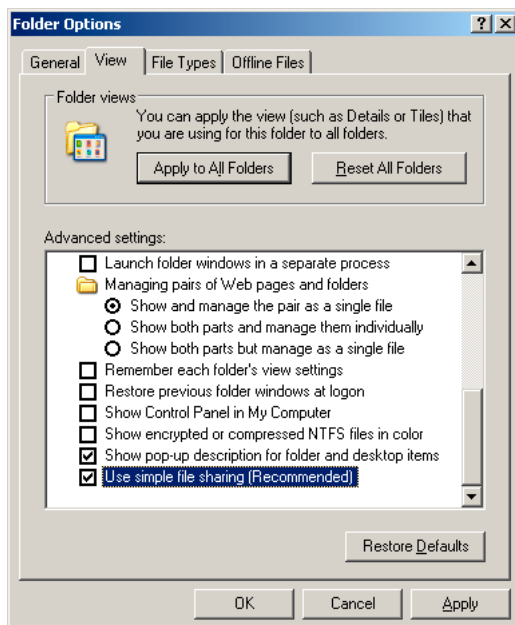 Folder Options
General View File Types Offline Files
Folder views
You can apply the view (such as Details or Tiles) that
you are using for this folder to all folders.
Apply to All Folders Reset All Folders
Advanced settings:
Launch folder windows in a separate process
Managing pairs of Web pages and folders
Show and manage the pair as a single file
Show both parts and manage them individually
Show both parts but manage as a single file
Remember each folder's view settings
Restore previous folder windows at logon
Show Control Panel in My Computer
Show encrypted or compressed NTFS files in color
Show pop-up description for folder and desktop items
Use simple file sharing (Recommended)
Restore Defaults
OK Cancel Apply